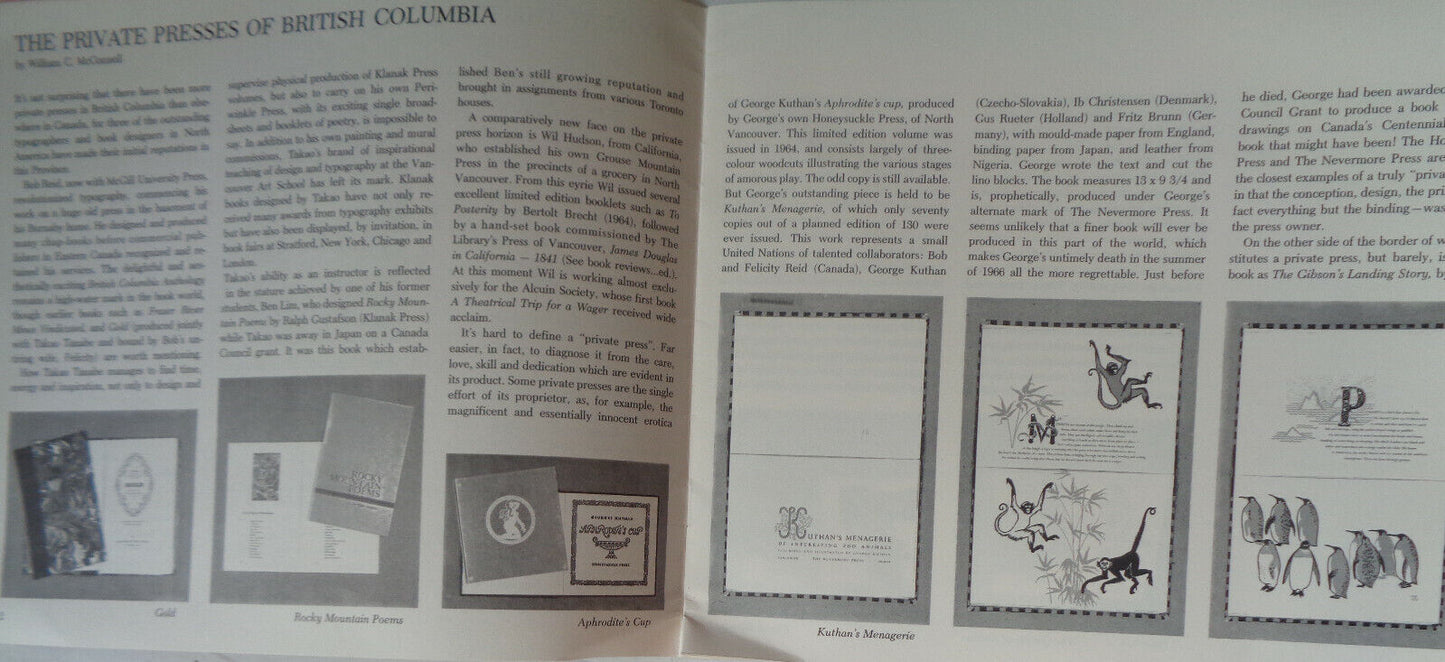 THE PRIVATE PRESSES OF BRITISH COLUMBIA
by William C. McConnell
It's not surprising that there have been more
private presses in British Columbia than else-
where in Canada, for three of the outstanding
typographers and book designers in North
America have made their initial reputations in
this Province.
Bob Reid, now with McGill University Press,
revolutionized typography, commencing his
work on a huge old press in the basement of
his Burnaby home. He designed and produced
many chap-books before commercial pub-
lishers in Eastern Canada recognized and re-
tained his services. The delightful and aes-
thetically exciting British Columbia Anthology
remains a high-water mark in the book world,
though earlier books such as Fraser River
Mines Vindicated, and Gold (produced jointly
with Takao Tanabe and bound by Bob's un-
tiring wife, Felicity) are worth mentioning.
How Takao Tanabe manages to find time,
energy and inspiration, not only to design and
supervise physical production of Klanak Press
volumes, but also to carry on his own Peri-
winkle Press, with its exciting single broad-
sheets and booklets of poetry, is impossible to
say. In addition to his own painting and mural
commissions, Takao's brand of inspirational
teaching of design and typography at the Van-
couver Art School has left its mark. Klanak
books designed by Takao have not only re-
ceived many awards from typography exhibits
but have also been displayed, by invitation, in
book fairs at Stratford, New York, Chicago and
London.
Takao's ability as an instructor is reflected
in the stature achieved by one of his former
students, Ben Lim, who designed Rocky Moun-
tain Poems by Ralph Gustafson (Klanak Press)
while Takao was away in Japan on a Canada
Council grant. It was this book which estab-
lished Ben's still growing reputation and
brought in assignments from various Toronto
houses.
A comparatively new face on the private
press horizon is Wil Hudson, from California,
who established his own Grouse Mountain
Press in the precincts of a grocery in North
Vancouver. From this eyrie Wil issued several
excellent limited edition booklets such as To
Posterity by Bertolt Brecht (1964), followed
by a hand-set book commissioned by The
Library's Press of Vancouver, James Douglas
in California — 1841 (See book reviews...ed.).
At this moment Wil is working almost exclu-
sively for the Alcuin Society, whose first book
A Theatrical Trip for a Wager received wide
acclaim.
It's hard to define a "private press". Far
easier, in fact, to diagnose it from the care,
love, skill and dedication which are evident in
its product. Some private presses are the single
effort of its proprietor, as, for example, the
magnificent and essentially innocent erotica
GOLD
ROCKY
MOUNTAIN
POEMS
GEORGE KUTHAN
APHRODITE'S CUP
HONEYSUCKLE PRESS
2
Gold
Rocky Mountain Poems
Aphrodite's Cup
of George Kuthan's Aphrodite's cup, produced
by George's own Honeysuckle Press, of North
Vancouver. This limited edition volume was
issued in 1964, and consists largely of three-
colour woodcuts illustrating the various stages
of amorous play. The odd copy is still available.
But George's outstanding piece is held to be
Kuthan's Menagerie, of which only seventy
copies out of a planned edition of 130 were
ever issued. This work represents a small
United Nations of talented collaborators: Bob
and Felicity Reid (Canada), George Kuthan
(Czecho-Slovakia), Ib Christensen (Denmark),
Gus Rueter (Holland) and Fritz Brunn (Ger-
many), with mould-made paper from England,
binding paper from Japan, and leather from
Nigeria. George wrote the text and cut the
lino blocks. The book measures 13 x 9 3/4 and
is, prophetically, produced under George's
alternate mark of The Nevermore Press. It
seems unlikely that a finer book will ever be
produced in this part of the world, which
makes George's untimely death in the summer
of 1966 all the more regrettable. Just before
he died, George had been awarded
Council Grant to produce a book
drawings on Canada's Centennial
book that might have been! The Ho
Press and The Nevermore Press are
the closest examples of a truly "priva
in that the conception, design, the pri
fact everything but the binding—was
the press owner.
On the other side of the border of w
stitutes a private press, but barely, is
book as The Gibson's Landing Story, by
KUTHAN'S MENAGERIE
OF INTERESTING ZOO ANIMALS
THE NEVERMORE PRESS
M
P
Kuthan's Menagerie